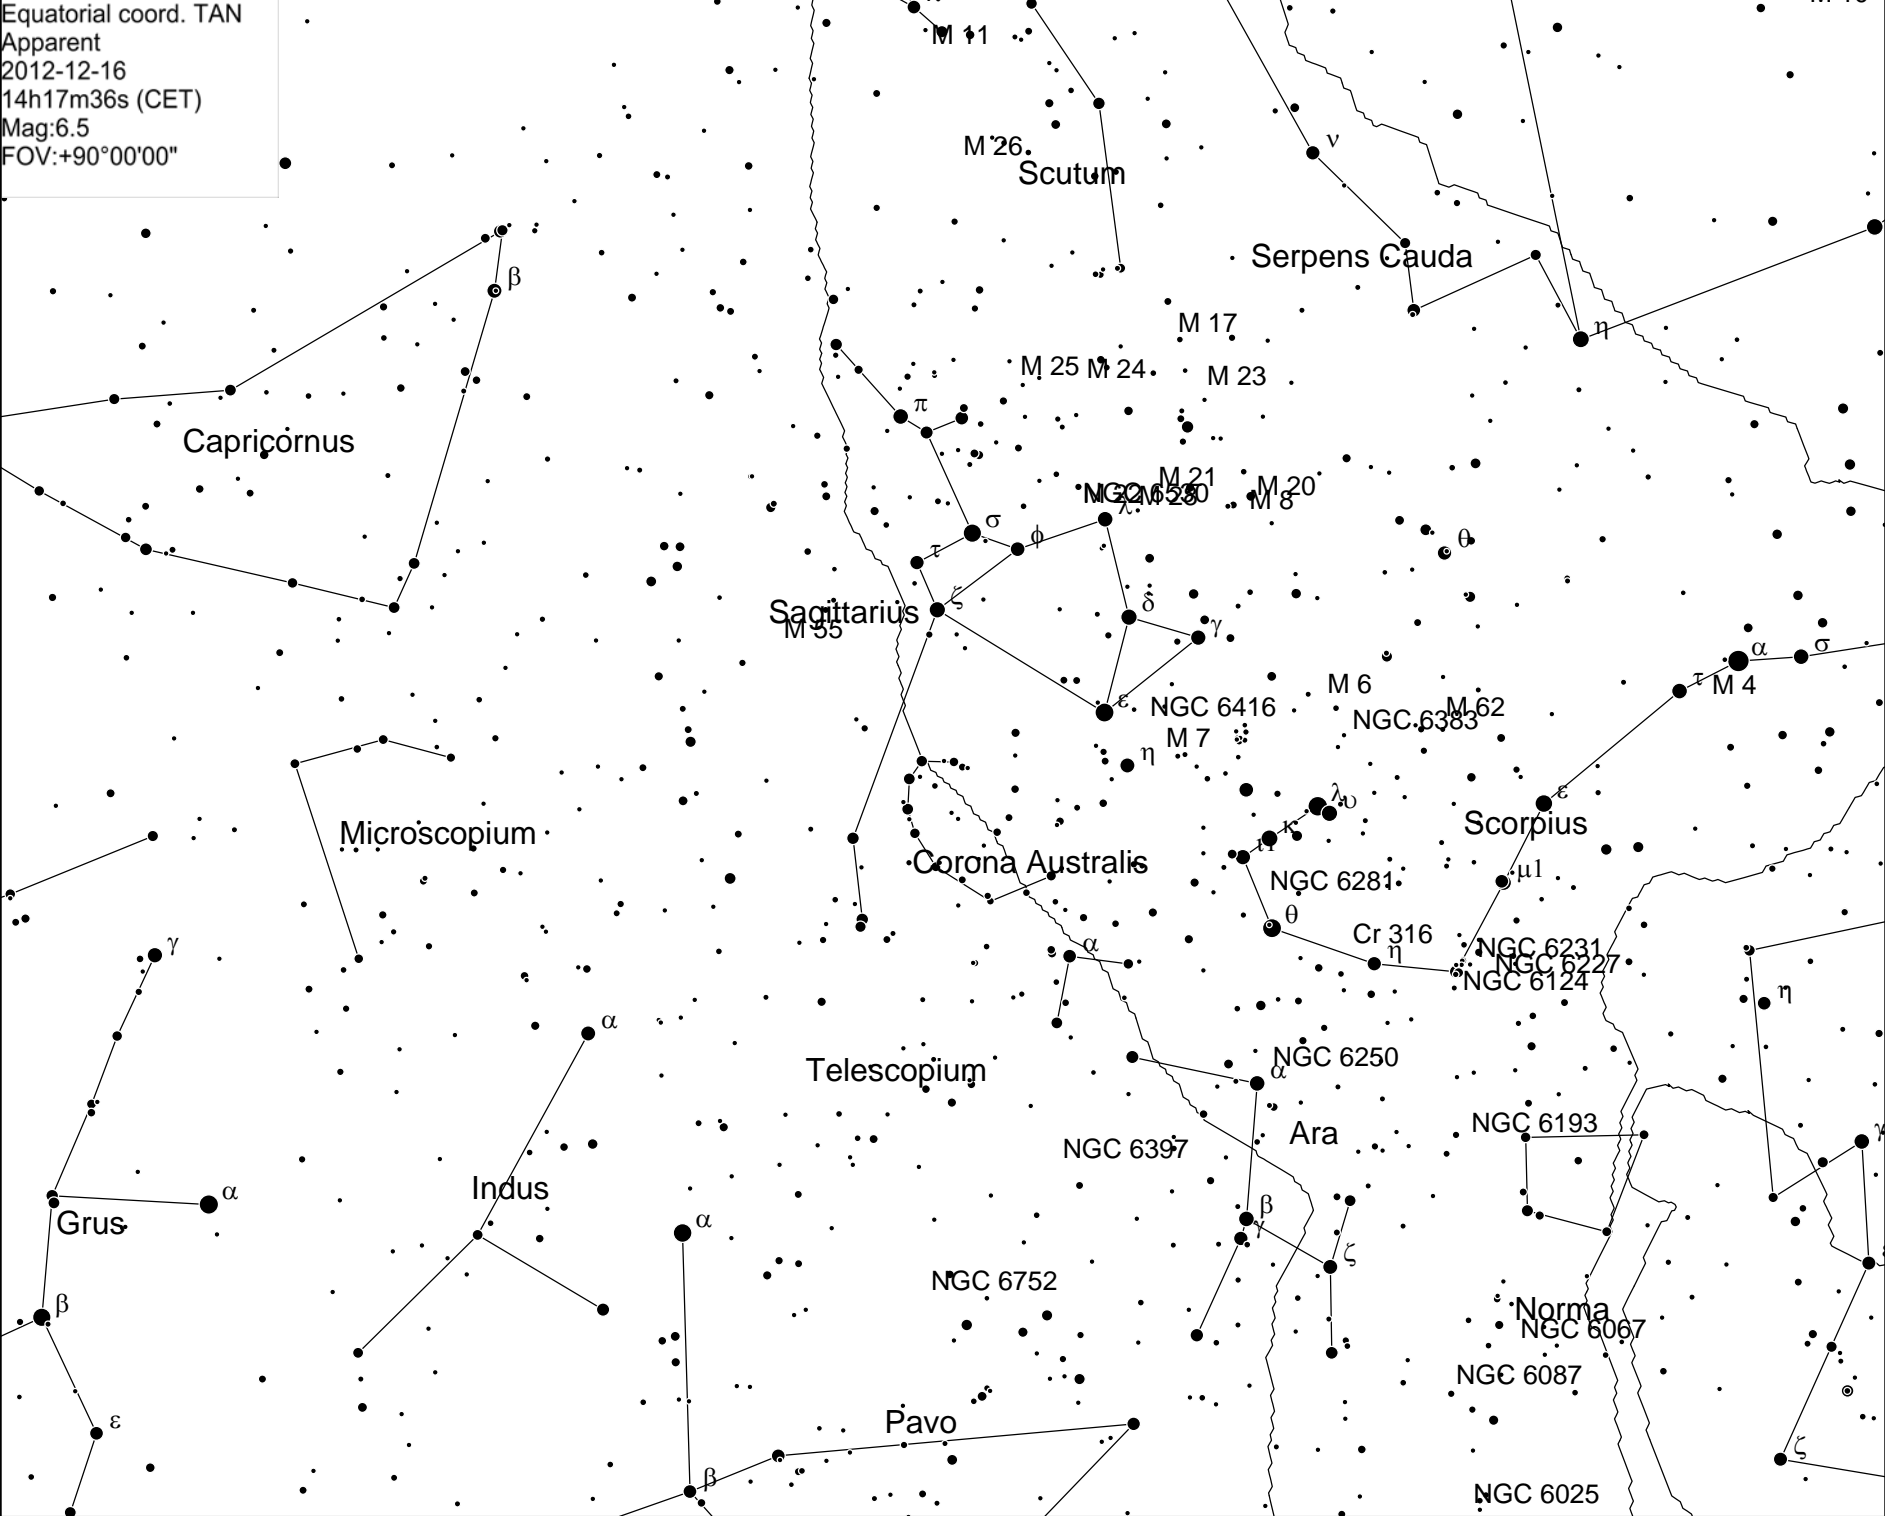 Equatorial coord. TAN
Apparent
2012-12-16
14h17m36s (CET)
Mag:6.5
FOV:+90°00'00"
M 11
M 26
Scutum
ν
Serpens Cauda
η
β
M 17
M 25
M 24
M 23
π
Capricornus
M 21
M 20
M 8
NGC 6530
M 28
λ
σ
φ
τ
θ
ζ
δ
Sagittarius
M 55
γ
α
σ
τ
M 4
M 6
ε
NGC 6416
M 62
NGC 6383
M 7
η
λ
υ
ε
Scorpius
κ
ι1
Microscopium
Corona Australis
μ1
NGC 6281
θ
Cr 316
η
NGC 6231
NGC 6227
NGC 6124
γ
α
η
α
Telescopium
NGC 6250
α
NGC 6193
Ara
NGC 6397
γ
Indus
α
Grus
α
β
γ
ζ
NGC 6752
Norma
NGC 6067
β
NGC 6087
ε
Pavo
ζ
β
NGC 6025